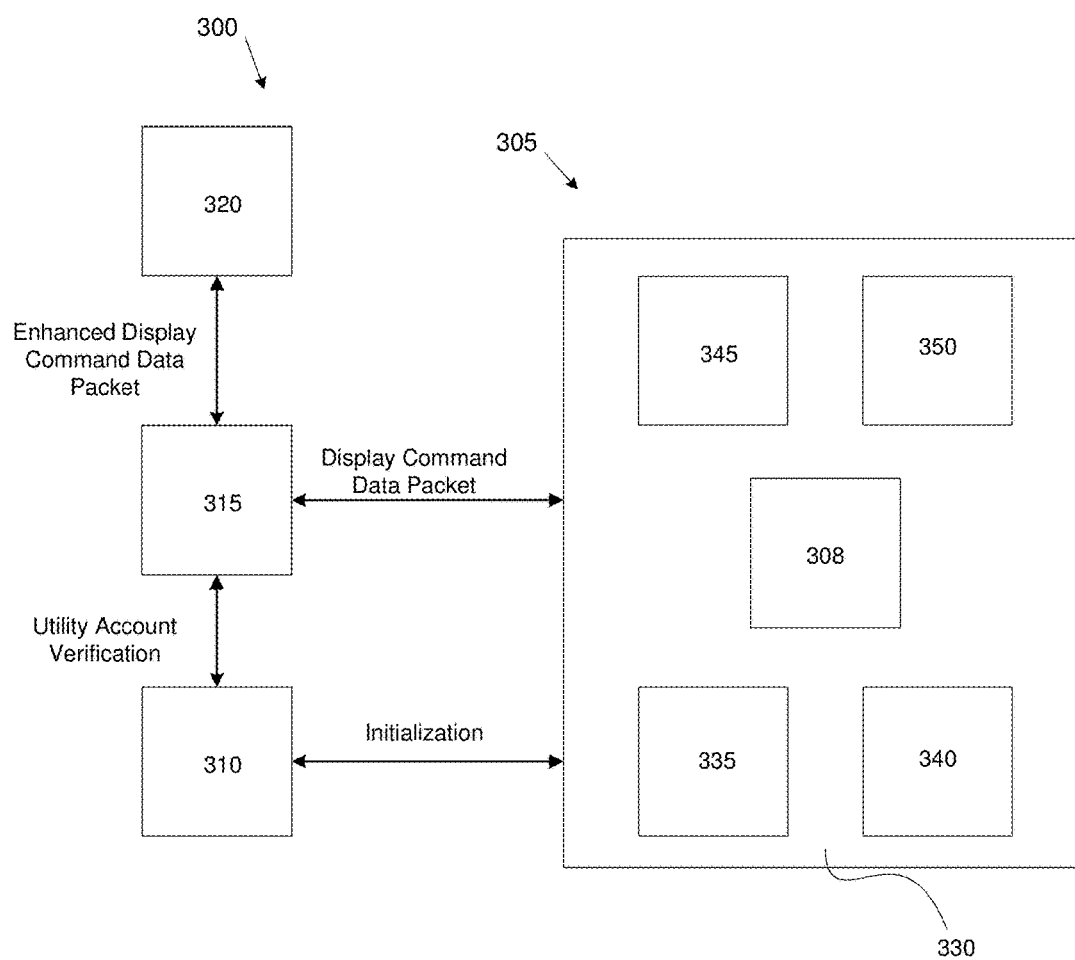 300
305
320
Enhanced Display
Command Data
Packet
345
350
Display Command
Data Packet
315
308
Utility Account
Verification
Initialization
310
335
340
330